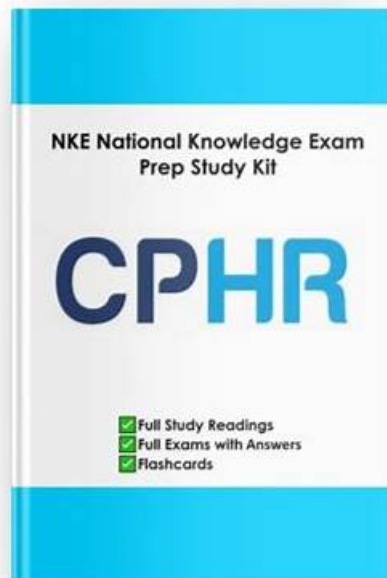 NKE National Knowledge Exam
Prep Study Kit
CPHR
✅Full Study Readings
✅Full Exams with Answers
✅Flashcards